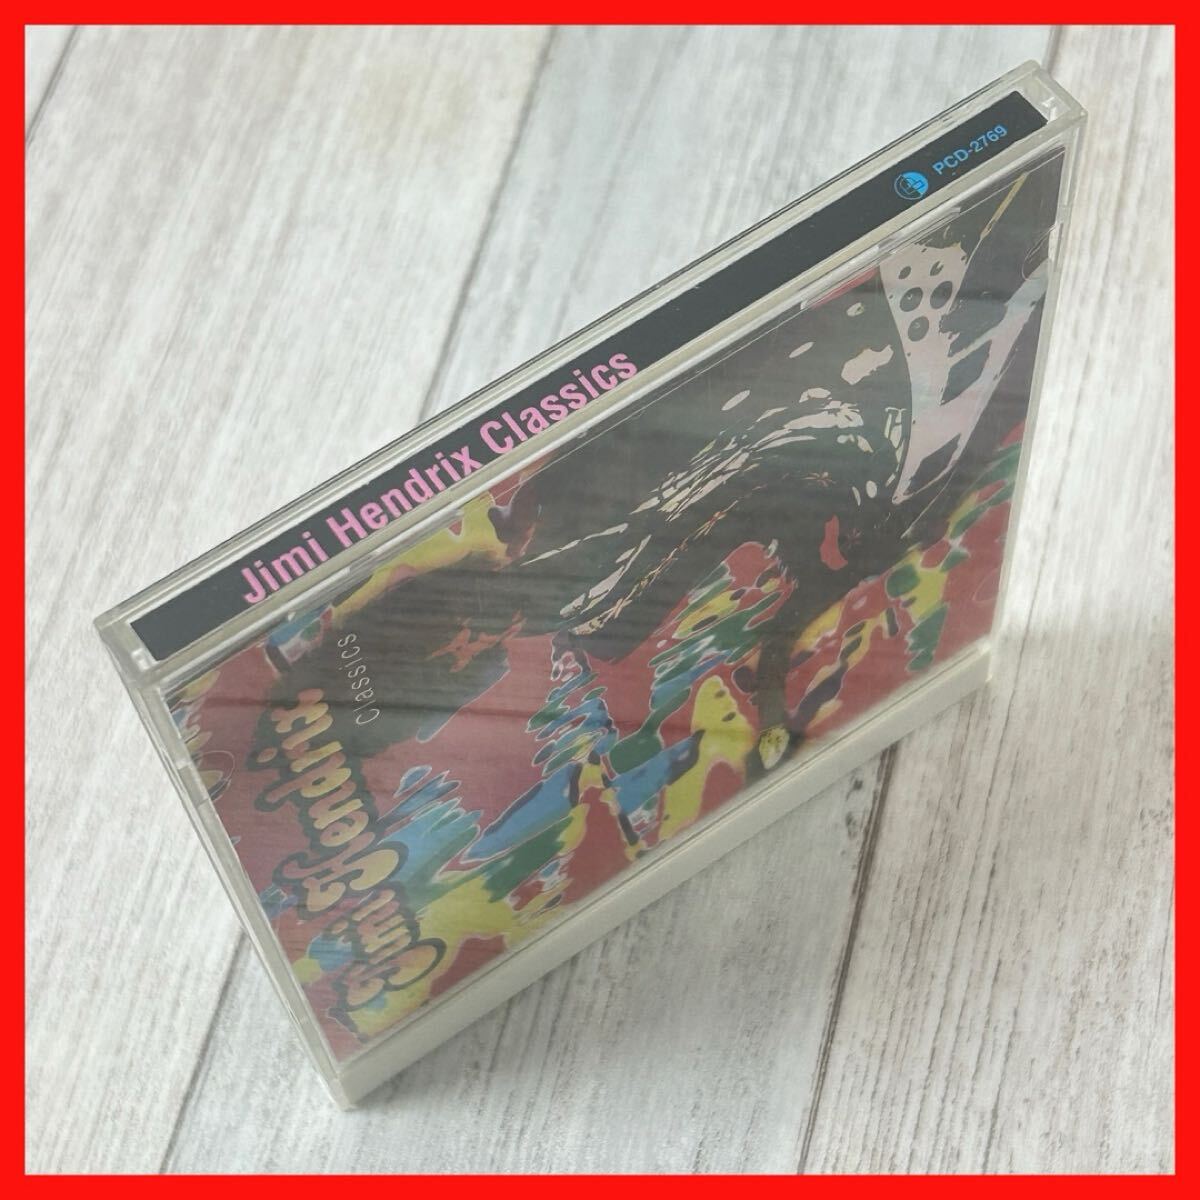 Jimi Hendrix Classics
PCD-2769
Jimi Hendrix
Classics